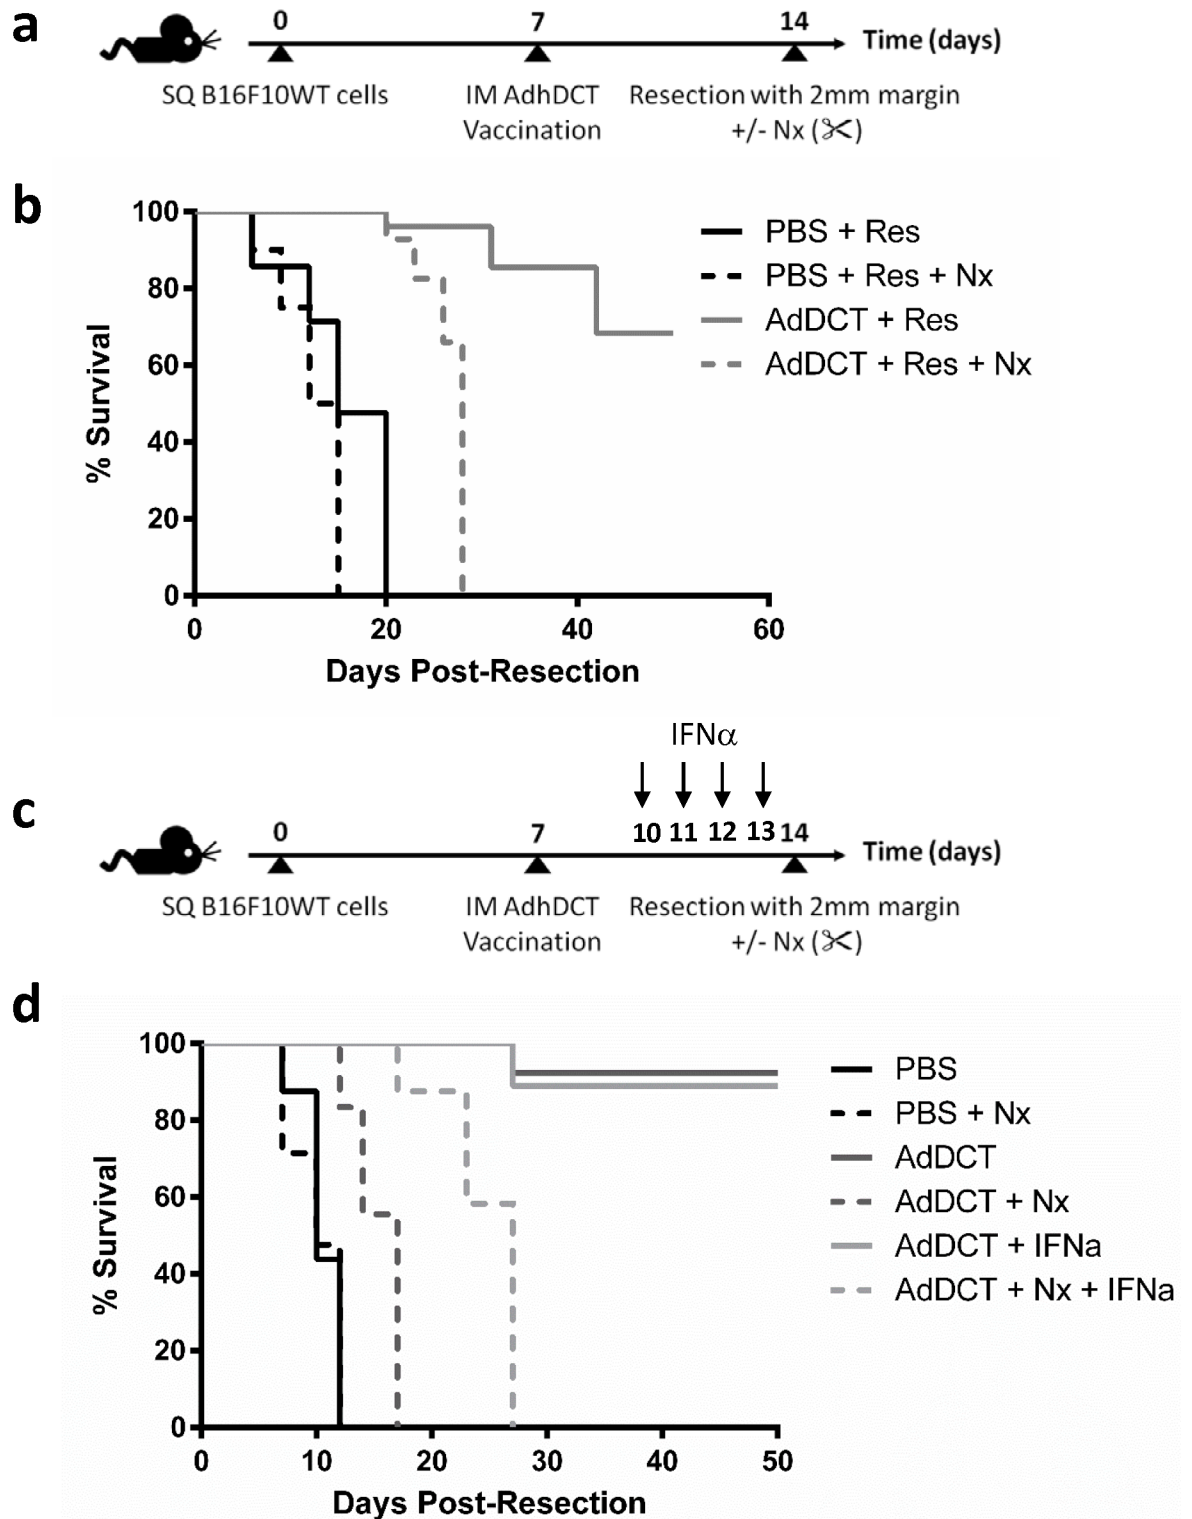 a
0 7 14
Time (days)
SQ B16F10WT cells IM AdhDCT Resection with 2mm margin
Vaccination +/- Nx (✂)
b
100
80
60
40
20
0
% Survival
0 20 40 60
Days Post-Resection
PBS + Res
PBS + Res + Nx
AdDCT + Res
AdDCT + Res + Nx
IFNα
c
0 7 10 11 12 13 14
Time (days)
SQ B16F10WT cells IM AdhDCT Resection with 2mm margin
Vaccination +/- Nx (✂)
d
100
80
60
40
20
0
% Survival
0 10 20 30 40 50
Days Post-Resection
PBS
PBS + Nx
AdDCT
AdDCT + Nx
AdDCT + IFNa
AdDCT + Nx + IFNa